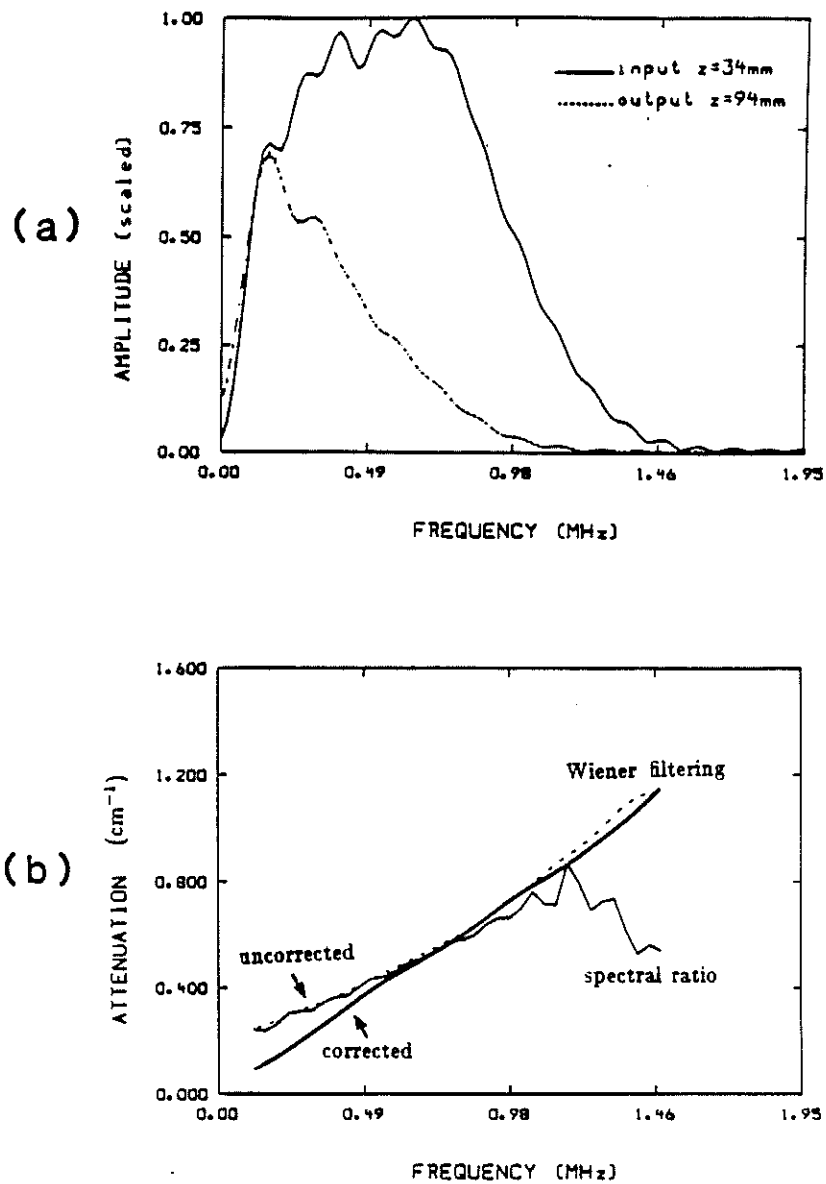 (a)
AMPLITUDE (scaled)
1.00
0.75
0.50
0.25
0.00
input z=34mm
output z=94mm
0.00 0.49 0.98 1.46 1.95
FREQUENCY (MHz)
(b)
ATTENUATION (cm⁻¹)
1.600
1.200
0.800
0.400
0.000
Wiener filtering
uncorrected
corrected
spectral ratio
0.00 0.49 0.98 1.46 1.95
FREQUENCY (MHz)